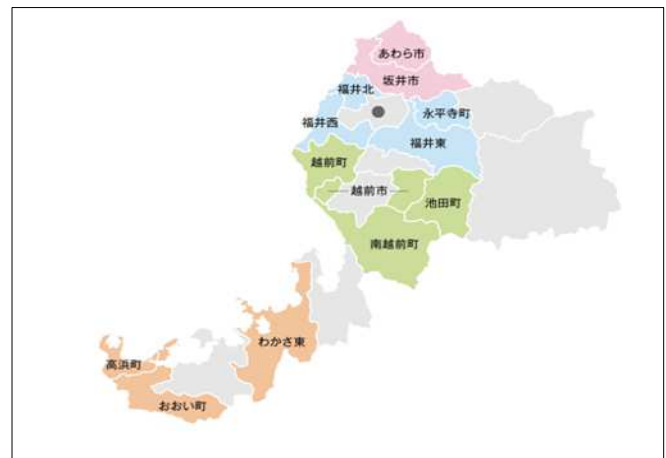 あわら市
坂井市
福井北
永平寺町
福井西
福井東
越前町
越前市
池田町
南越前町
わかさ東
高浜町
おおい町